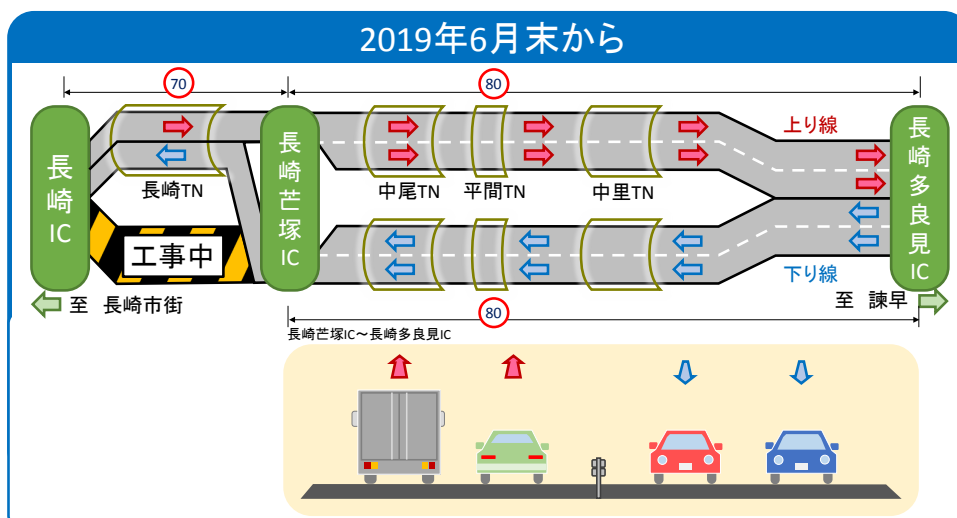 2019年6月末から
70
80
長崎IC
長崎芒塚IC
長崎多良見IC
上り線
長崎TN
中尾TN
平間TN
中里TN
工事中
下り線
至 長崎市街
至 諫早
80
長崎芒塚IC～長崎多良見IC